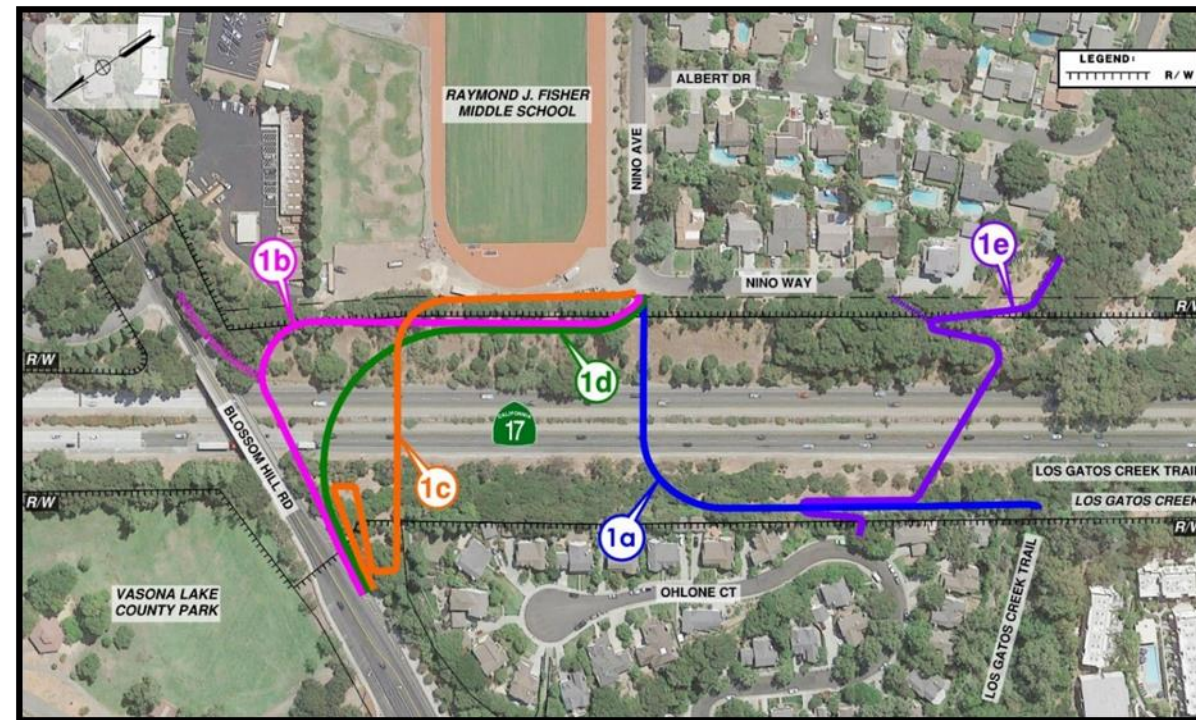 LEGEND:
R/W
ALBERT DR
RAYMOND J. FISHER
MIDDLE SCHOOL
NINO AVE
1b
1e
NINO WAY
R/
R/W
1d
CALIFORNIA
17
BLOSSOM HILL RD
1c
LOS GATOS CREEK TRAIL
LOS GATOS CREEK
R/W
R/W
1a
VASONA LAKE
COUNTY PARK
OHLONE CT
LOS GATOS CREEK TRAIL